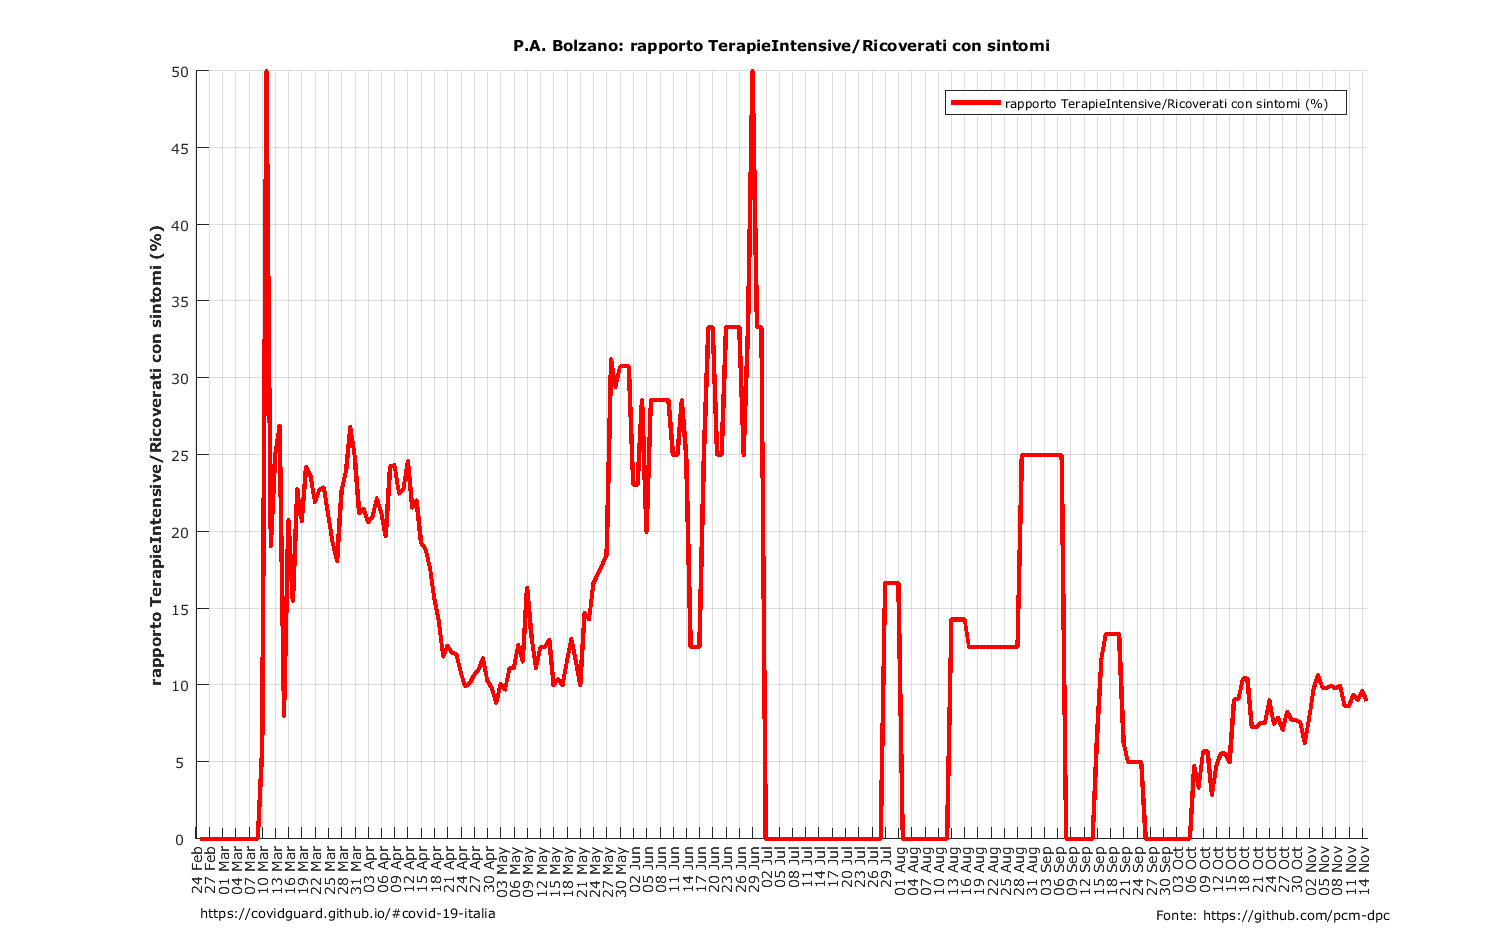 P.A. Bolzano: rapporto TerapieIntensive/Ricoverati con sintomi
rapporto TerapieIntensive/Ricoverati con sintomi (%)
rapporto TerapieIntensive/Ricoverati con sintomi (%)
50
45
40
35
30
25
20
15
10
5
0
24 Feb
27 Feb
01 Mar
04 Mar
07 Mar
10 Mar
13 Mar
16 Mar
19 Mar
22 Mar
25 Mar
28 Mar
31 Mar
03 Apr
06 Apr
09 Apr
12 Apr
15 Apr
18 Apr
21 Apr
24 Apr
27 Apr
30 Apr
03 May
06 May
09 May
12 May
15 May
18 May
21 May
24 May
27 May
30 May
02 Jun
05 Jun
08 Jun
11 Jun
14 Jun
17 Jun
20 Jun
23 Jun
26 Jun
29 Jun
02 Jul
05 Jul
08 Jul
11 Jul
14 Jul
17 Jul
20 Jul
23 Jul
26 Jul
29 Jul
01 Aug
04 Aug
07 Aug
10 Aug
13 Aug
16 Aug
19 Aug
22 Aug
25 Aug
28 Aug
31 Aug
03 Sep
06 Sep
09 Sep
12 Sep
15 Sep
18 Sep
21 Sep
24 Sep
27 Sep
30 Sep
03 Oct
06 Oct
09 Oct
12 Oct
15 Oct
18 Oct
21 Oct
24 Oct
27 Oct
30 Oct
02 Nov
05 Nov
08 Nov
11 Nov
14 Nov
https://covidguard.github.io/#covid-19-italia
Fonte: https://github.com/pcm-dpc